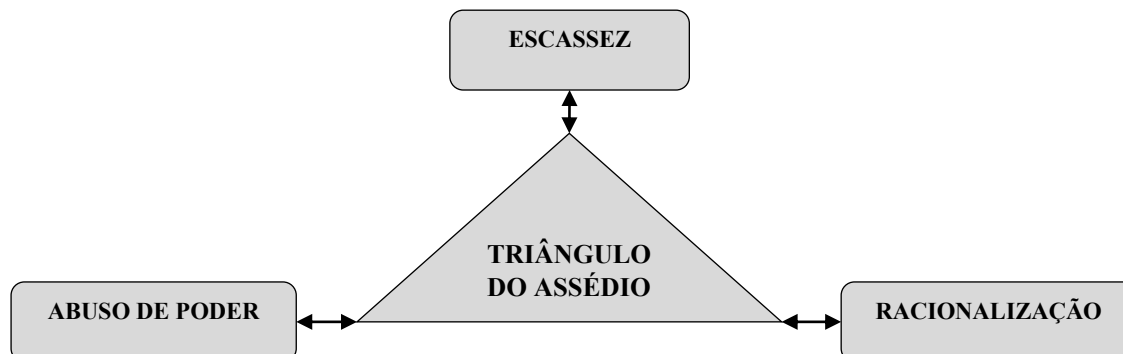 ESCASSEZ
TRIÂNGULO
DO ASSÉDIO
ABUSO DE PODER
RACIONALIZAÇÃO